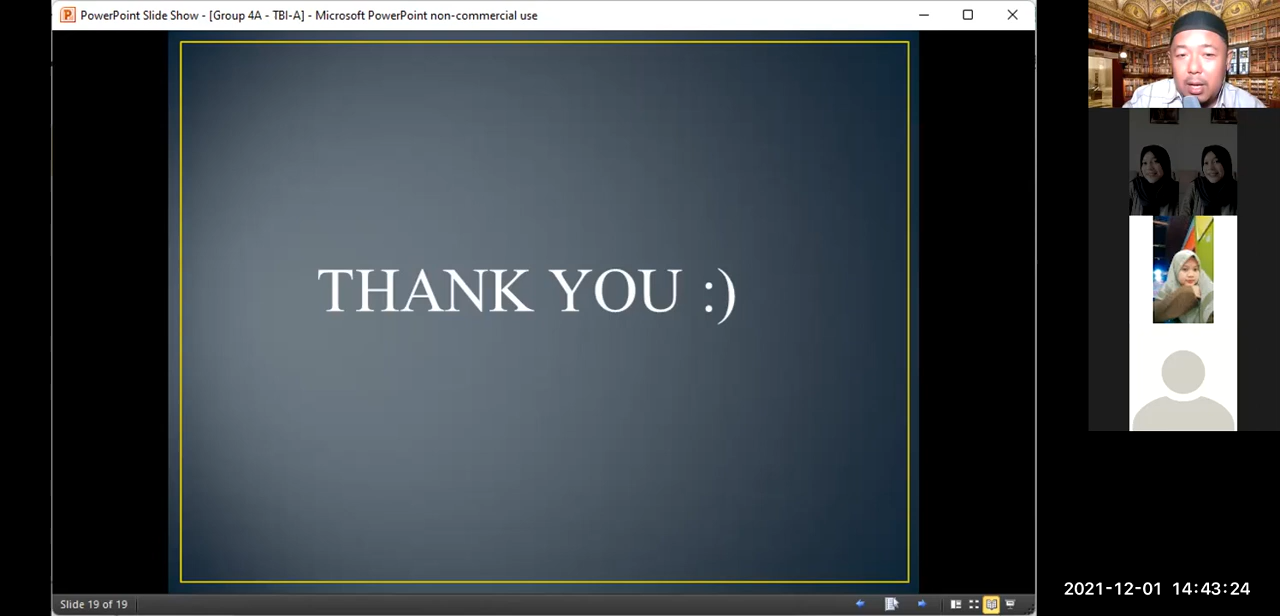 PowerPoint Slide Show - [Group 4A - TBI-A] - Microsoft PowerPoint non-commercial use
THANK YOU :)
Slide 19 of 19
2021-12-01 14:43:24